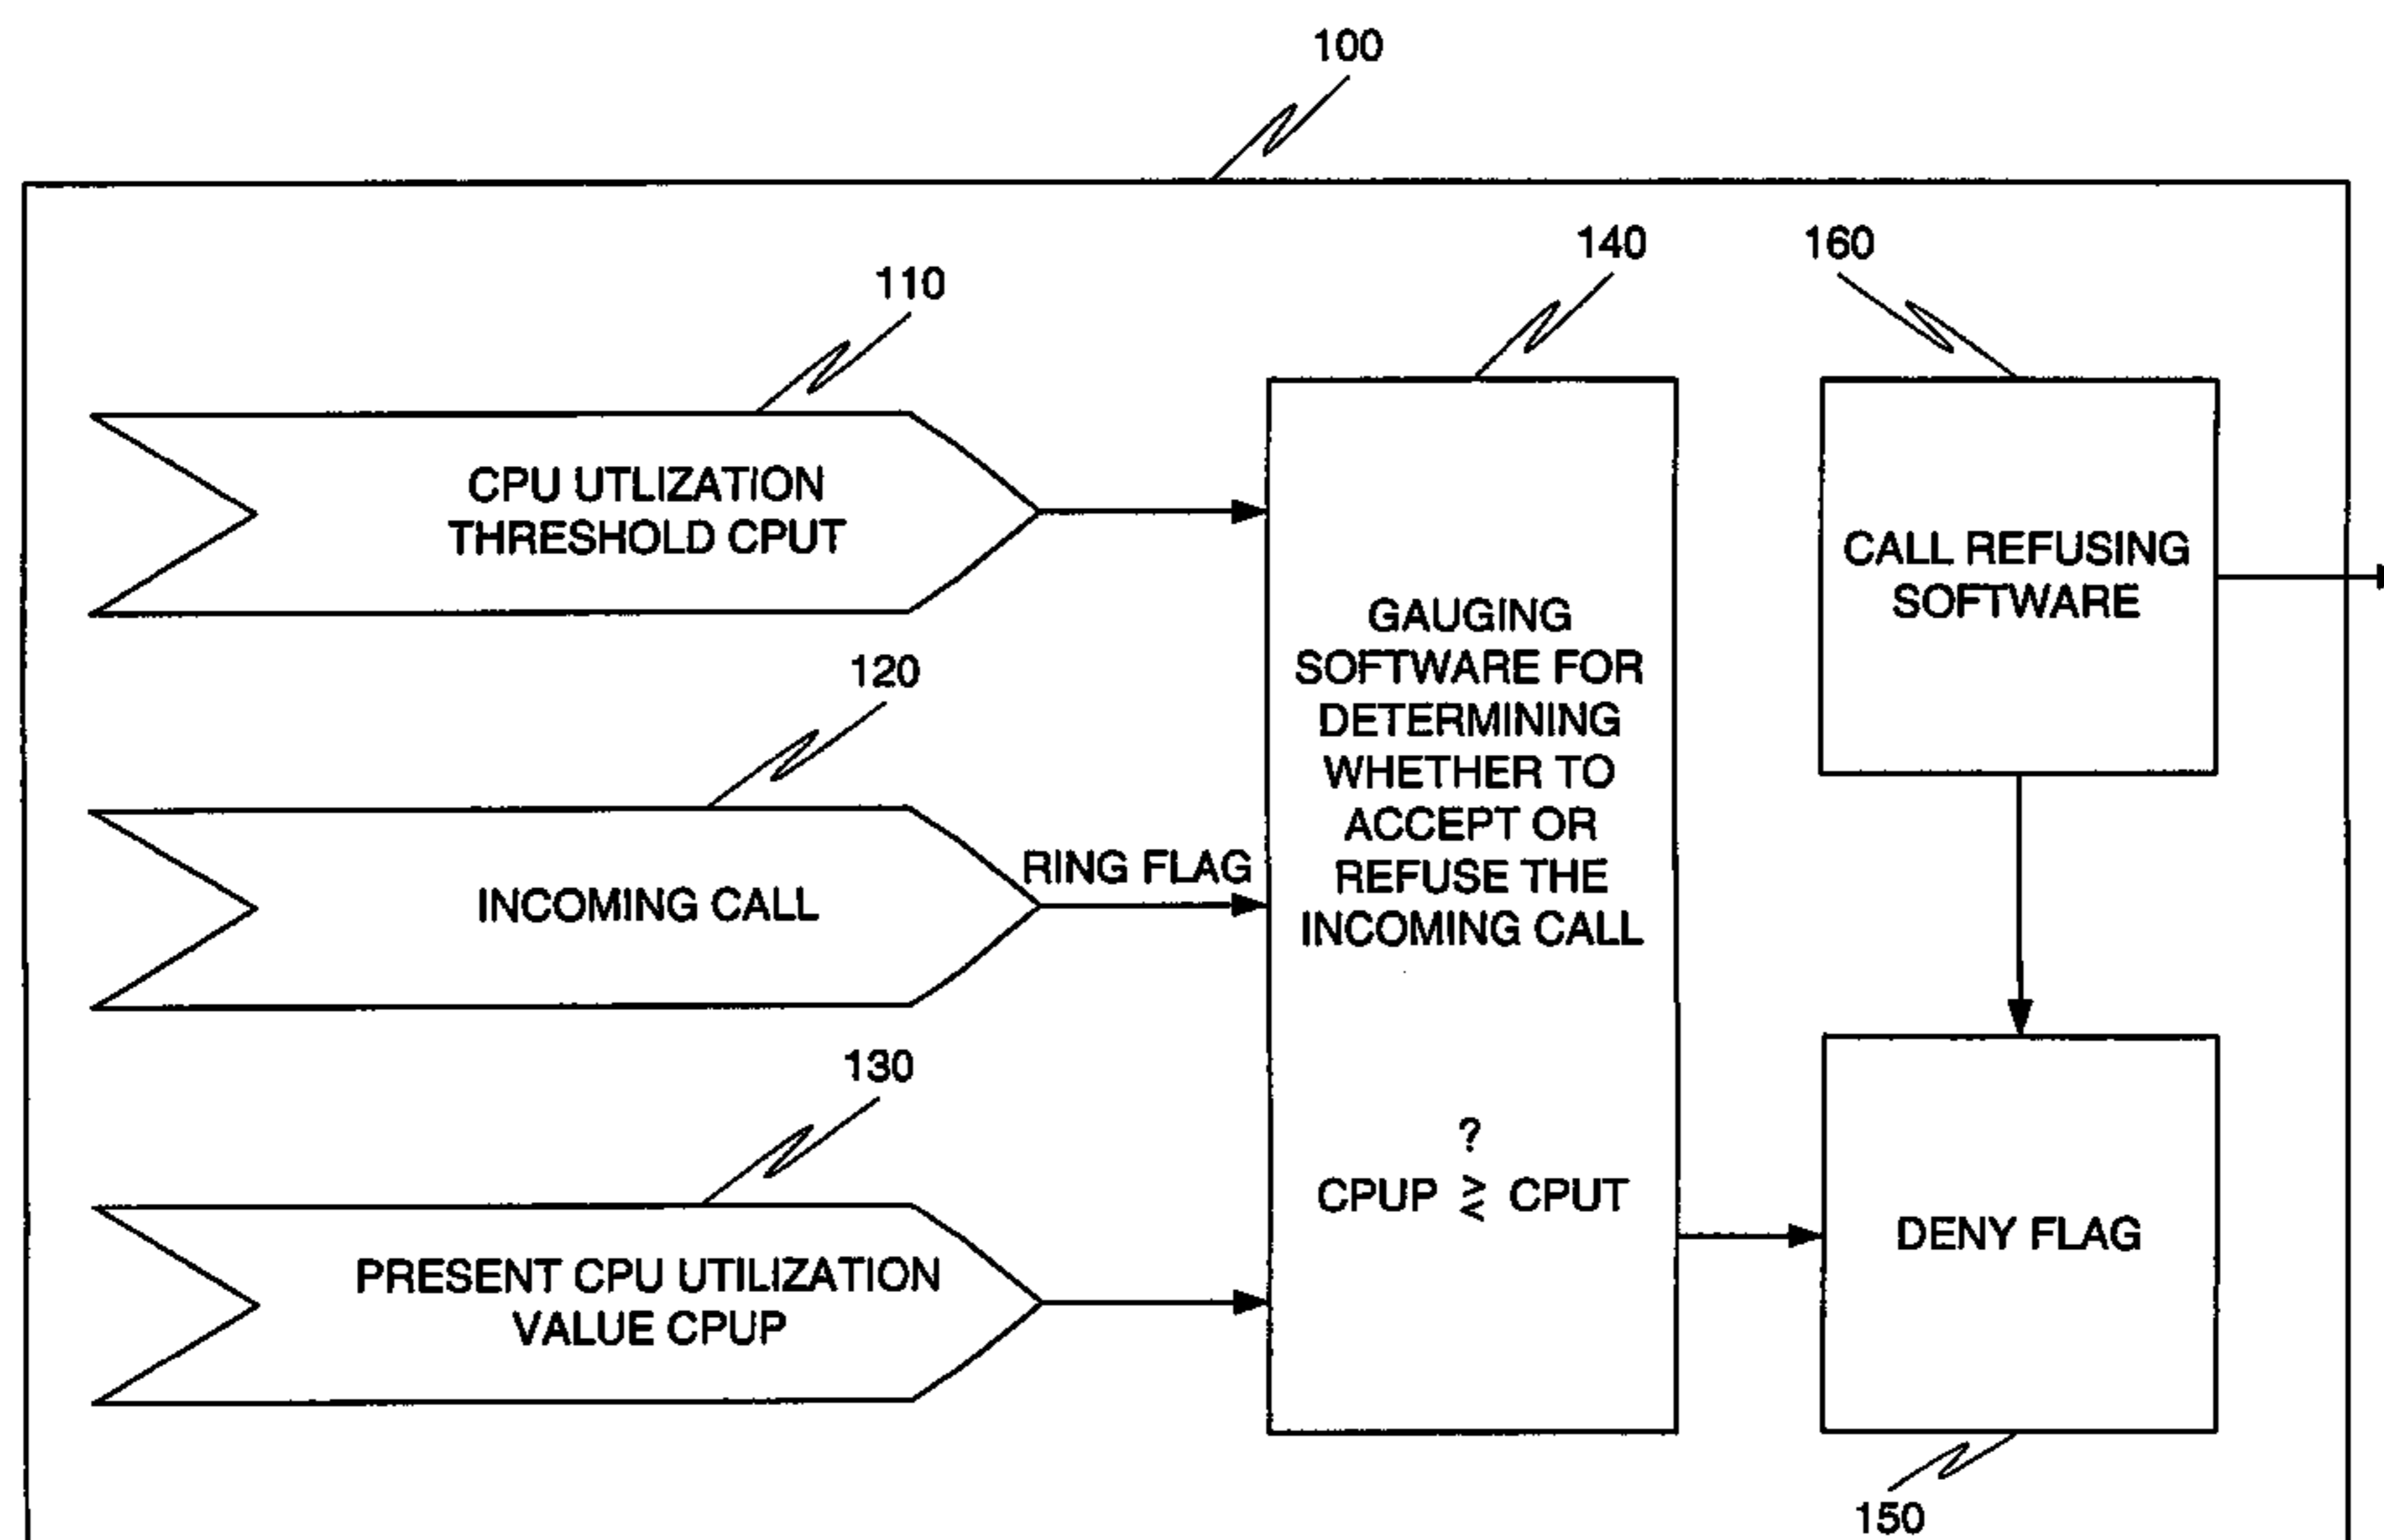 100
140
160
110
CPU UTLIZATION
THRESHOLD CPUT
CALL REFUSING
SOFTWARE
GAUGING
SOFTWARE FOR
DETERMINING
WHETHER TO
ACCEPT OR
REFUSE THE
INCOMING CALL
120
RING FLAG
INCOMING CALL
130
?
CPUP ≷ CPUT
DENY FLAG
PRESENT CPU UTILIZATION
VALUE CPUP
150